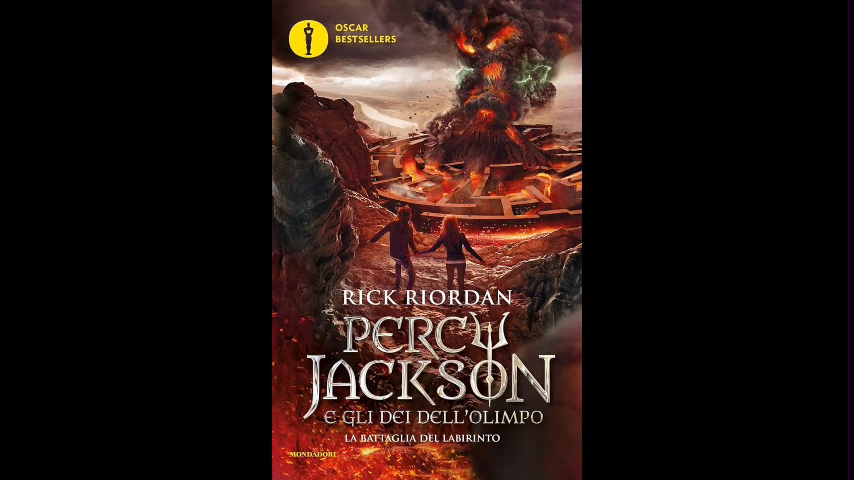 OSCAR
BESTSELLERS
RICK RIORDAN
PERCY
JACKSON
E GLI DEI DELL'OLIMPO
LA BATTAGLIA DEL LABIRINTO
MONDADORI